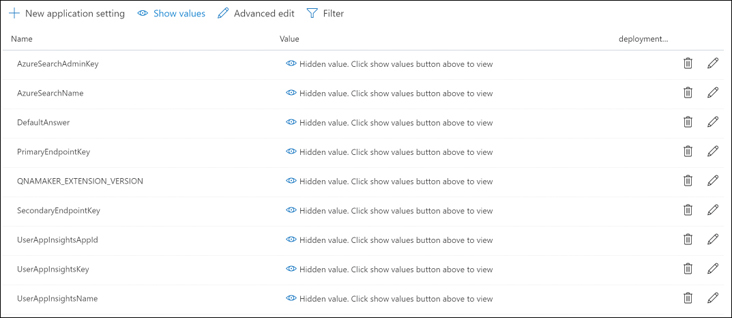 New application setting Show values Advanced edit Filter
Name Value deployment...
AzureSearchAdminKey Hidden value. Click show values button above to view
AzureSearchName Hidden value. Click show values button above to view
DefaultAnswer Hidden value. Click show values button above to view
PrimaryEndpointKey Hidden value. Click show values button above to view
QNAMAKER_EXTENSION_VERSION Hidden value. Click show values button above to view
SecondaryEndpointKey Hidden value. Click show values button above to view
UserAppInsightsAppId Hidden value. Click show values button above to view
UserAppInsightsKey Hidden value. Click show values button above to view
UserAppInsightsName Hidden value. Click show values button above to view